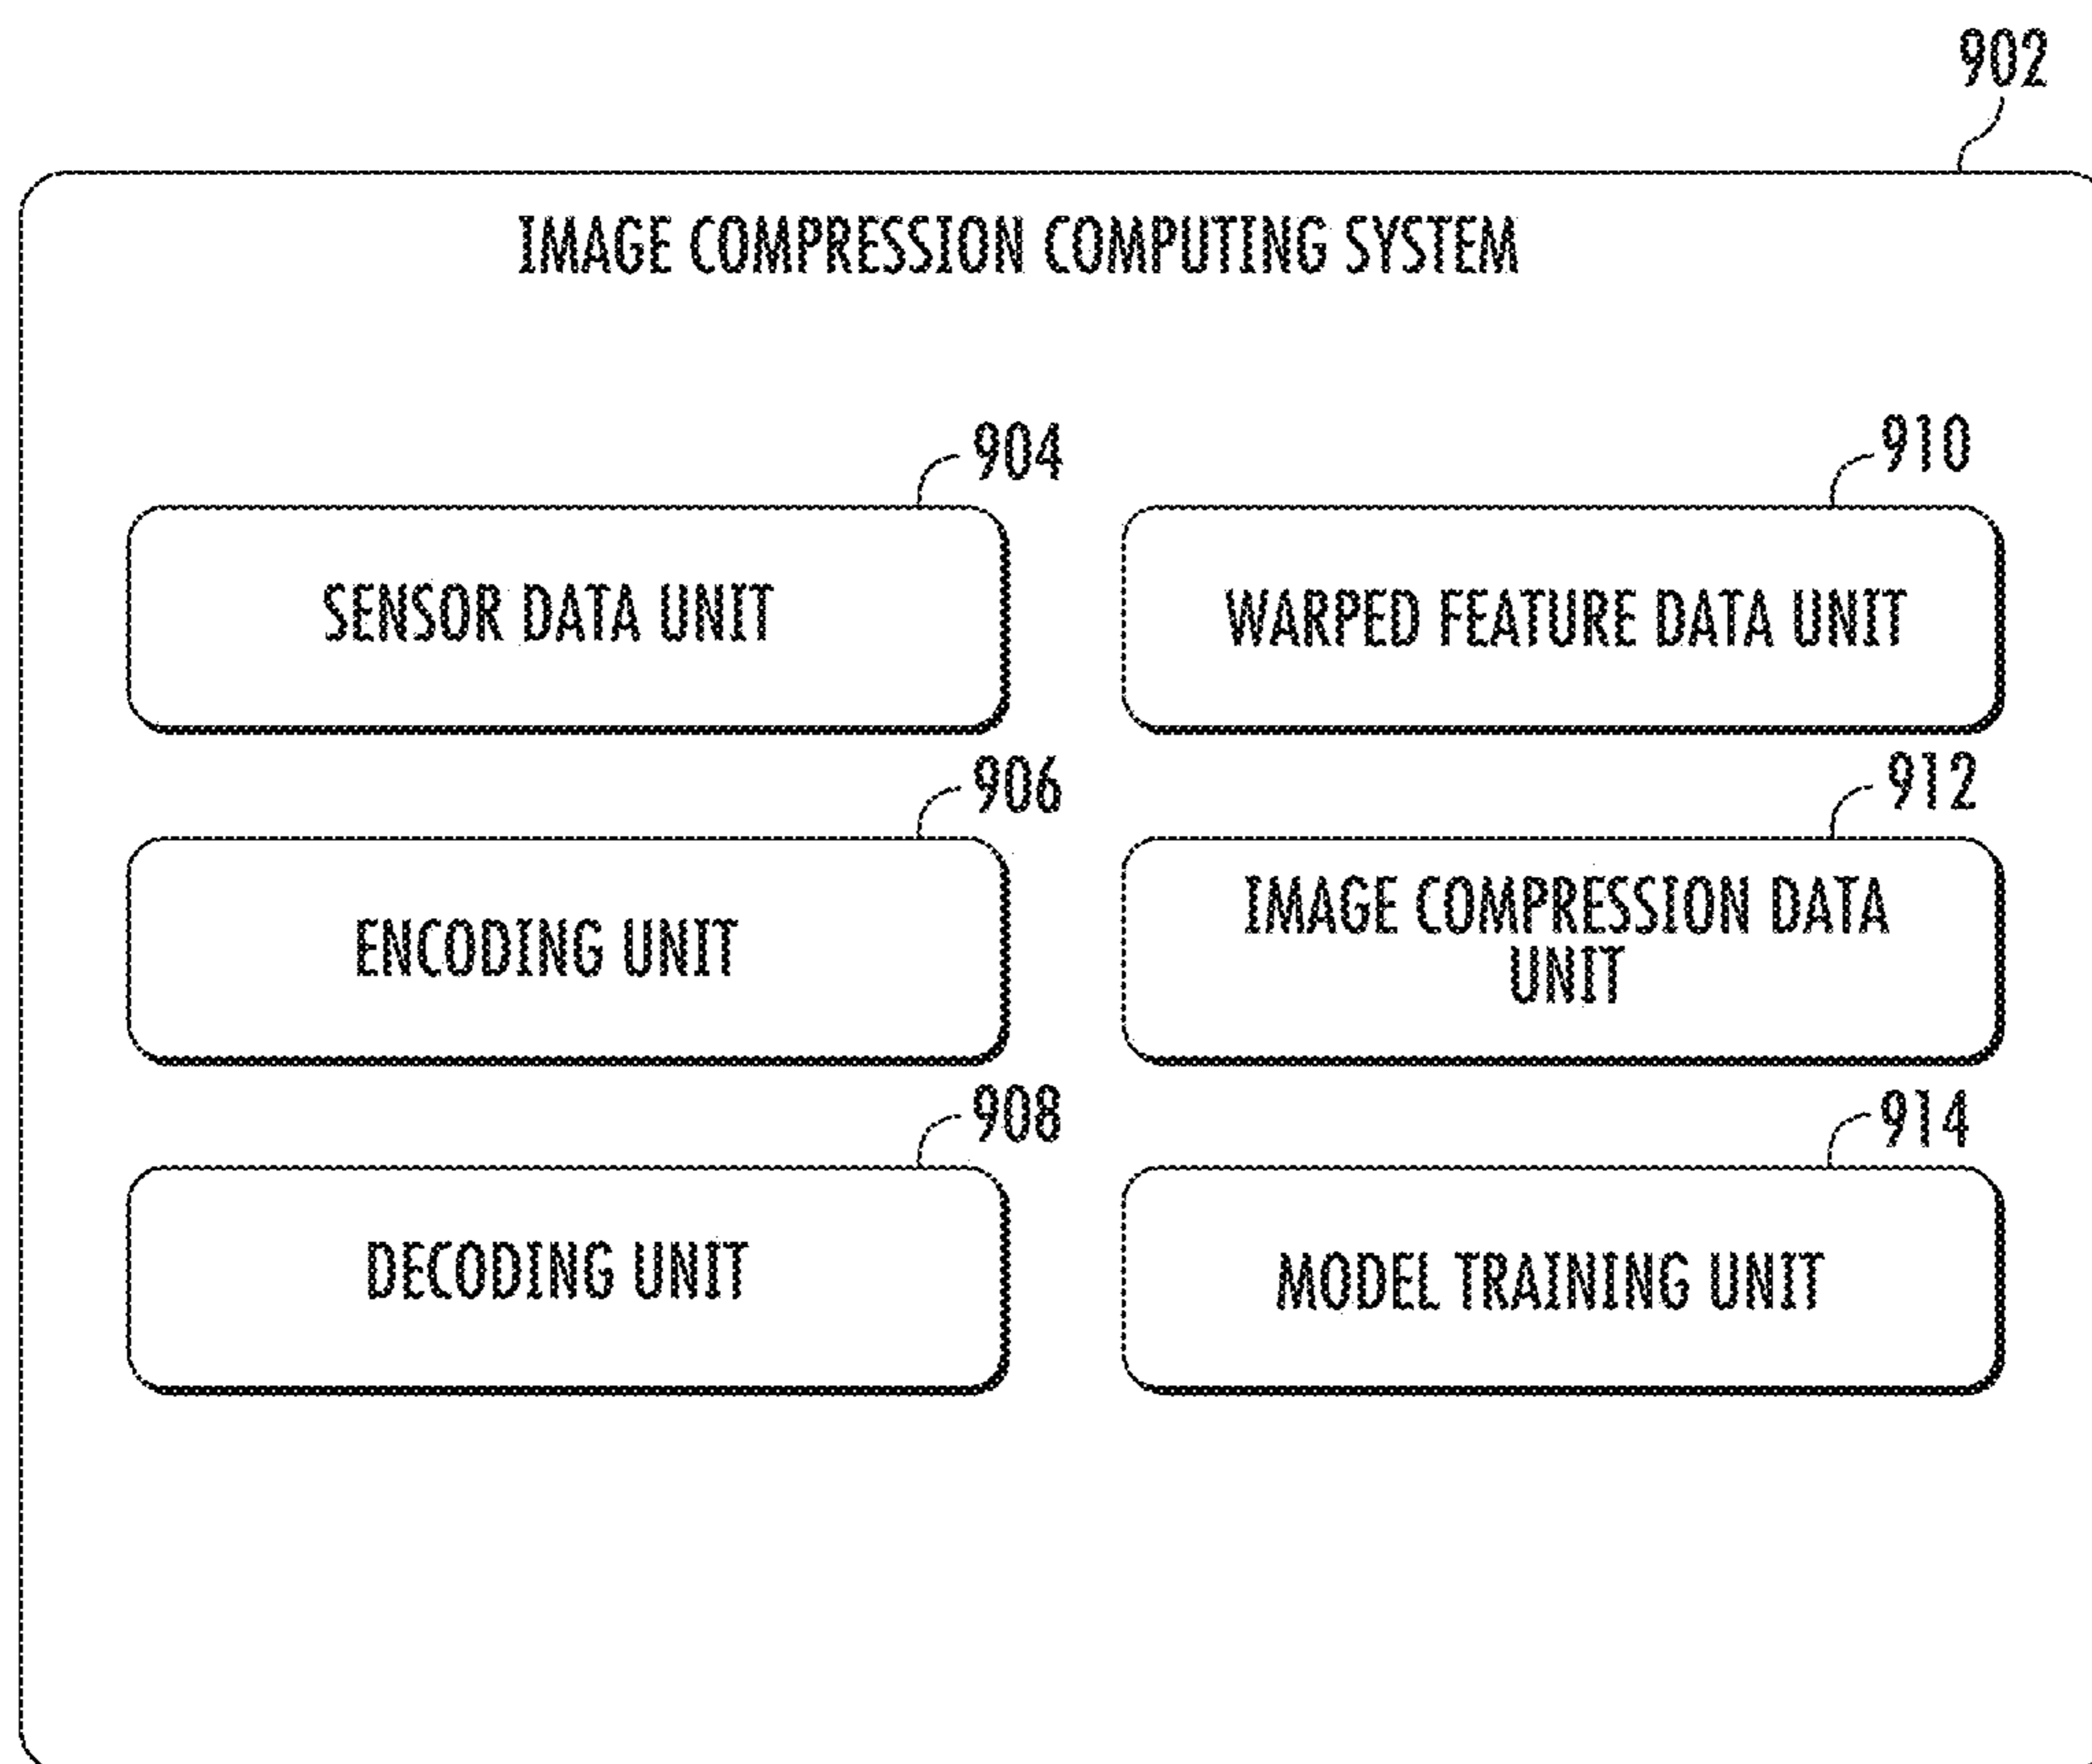 902
IMAGE COMPRESSION COMPUTING SYSTEM
904
SENSOR DATA UNIT
910
WARPED FEATURE DATA UNIT
906
ENCODING UNIT
912
IMAGE COMPRESSION DATA
UNIT
908
DECODING UNIT
914
MODEL TRAINING UNIT